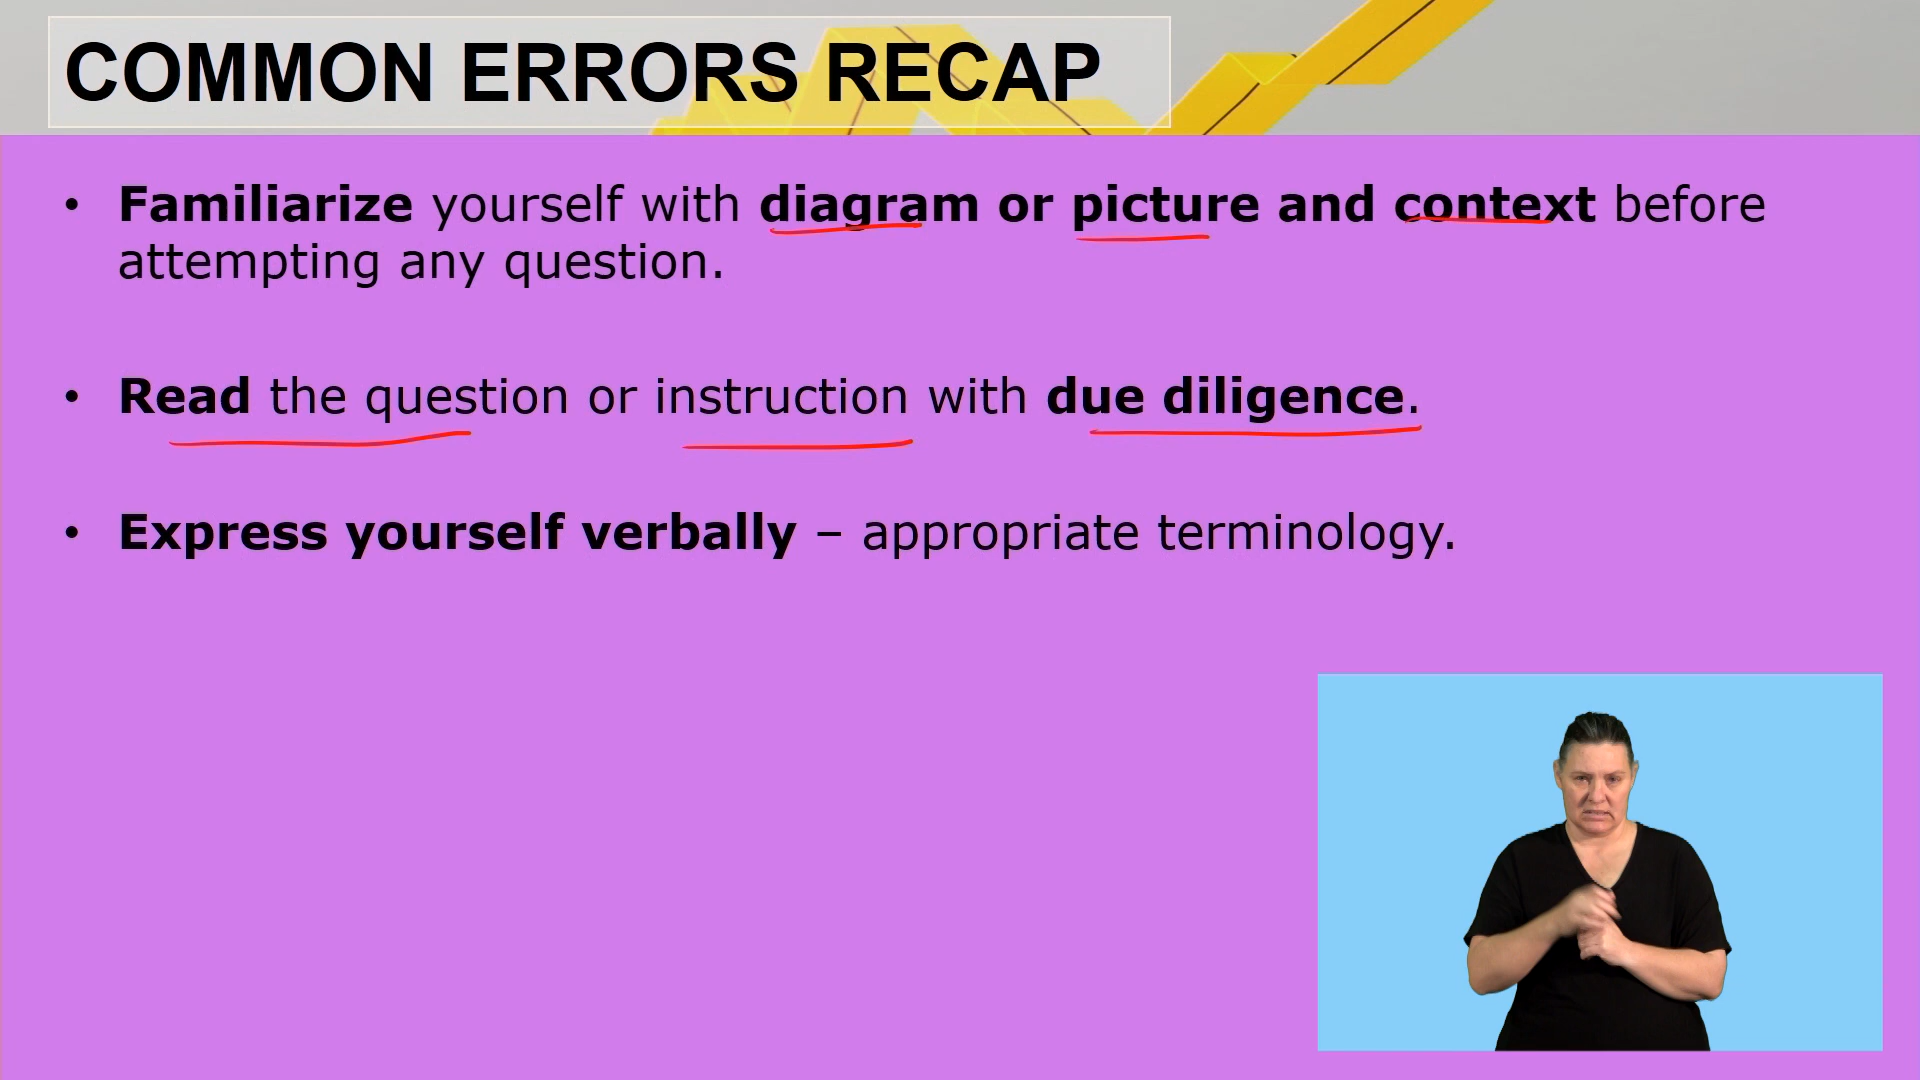 COMMON ERRORS RECAP
• Familiarize yourself with diagram or picture and context before
attempting any question.
• Read the question or instruction with due diligence.
• Express yourself verbally – appropriate terminology.